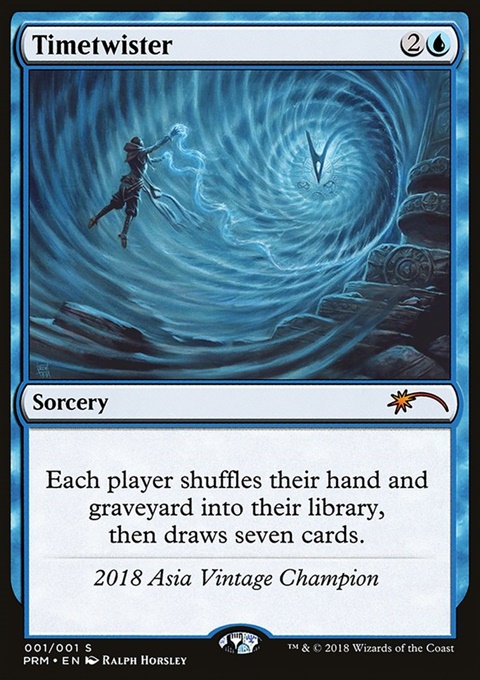 Timetwister 2
Sorcery
Each player shuffles their hand and
graveyard into their library,
then draws seven cards.
2018 Asia Vintage Champion
001/001 S
PRM • EN Ralph Horsley
™ & © 2018 Wizards of the Coast